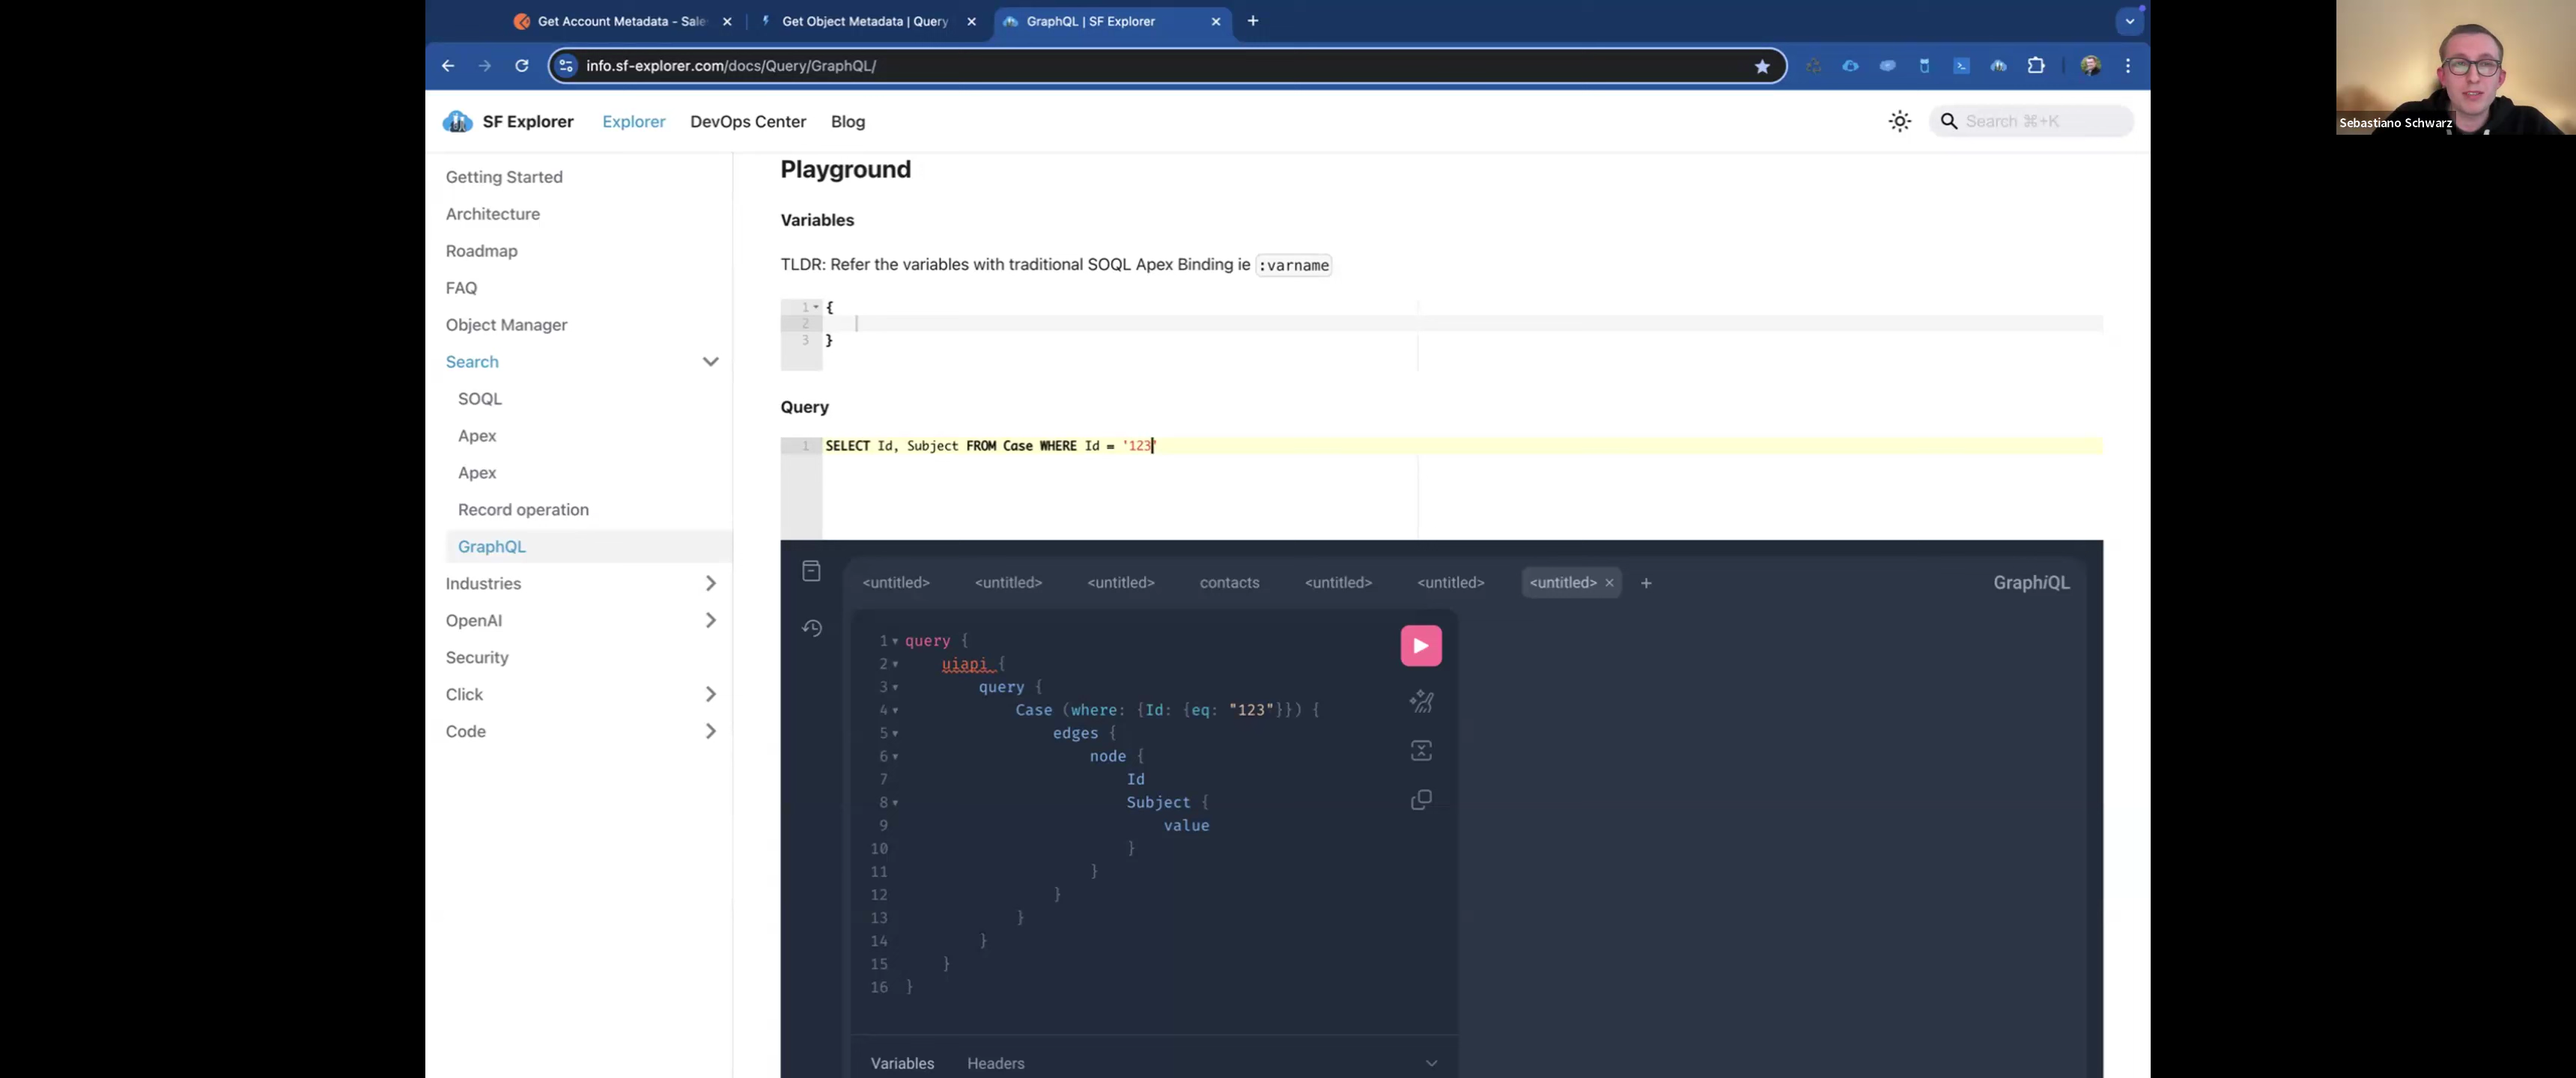 Get Account Metadata - Sale
Get Object Metadata | Query
GraphQL | SF Explorer
info.sf-explorer.com/docs/Query/GraphQL/
Sebastiano Schwarz
SF Explorer
Explorer
DevOps Center
Blog
Search ⌘+K
Getting Started
Architecture
Roadmap
FAQ
Object Manager
Search
SOQL
Apex
Apex
Record operation
GraphQL
Industries
OpenAI
Security
Click
Code
Playground
Variables
TLDR: Refer the variables with traditional SOQL Apex Binding ie :varname
1 {
2
3 }
Query
1 SELECT Id, Subject FROM Case WHERE Id = '123'
<untitled>
<untitled>
<untitled>
contacts
<untitled>
<untitled>
<untitled>
GraphiQL
1 query {
2 uiapi {
3 query {
4 Case (where: {Id: {eq: "123"}}) {
5 edges {
6 node {
7 Id
8 Subject {
9 value
10 }
11 }
12 }
13 }
14 }
15 }
16 }
Variables
Headers